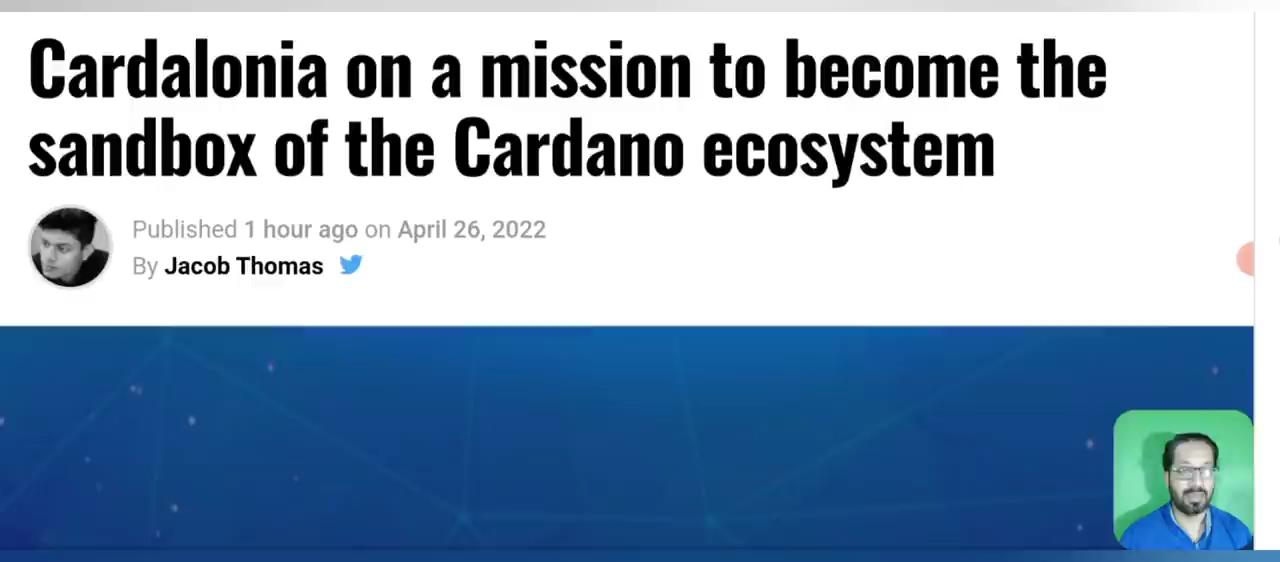 Cardalonia on a mission to become the
sandbox of the Cardano ecosystem
Published 1 hour ago on April 26, 2022
By Jacob Thomas